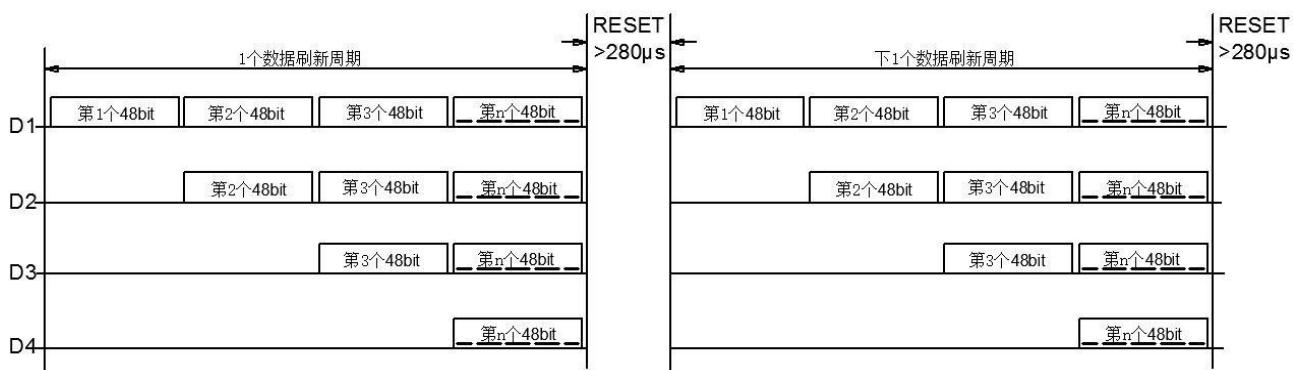 RESET
>280μs
RESET
>280μs
1个数据刷新周期
下1个数据刷新周期
D1
第1个48bit
第2个48bit
第3个48bit
第n个48bit
第1个48bit
第2个48bit
第3个48bit
第n个48bit
D2
第2个48bit
第3个48bit
第n个48bit
第2个48bit
第3个48bit
第n个48bit
D3
第3个48bit
第n个48bit
第3个48bit
第n个48bit
D4
第n个48bit
第n个48bit